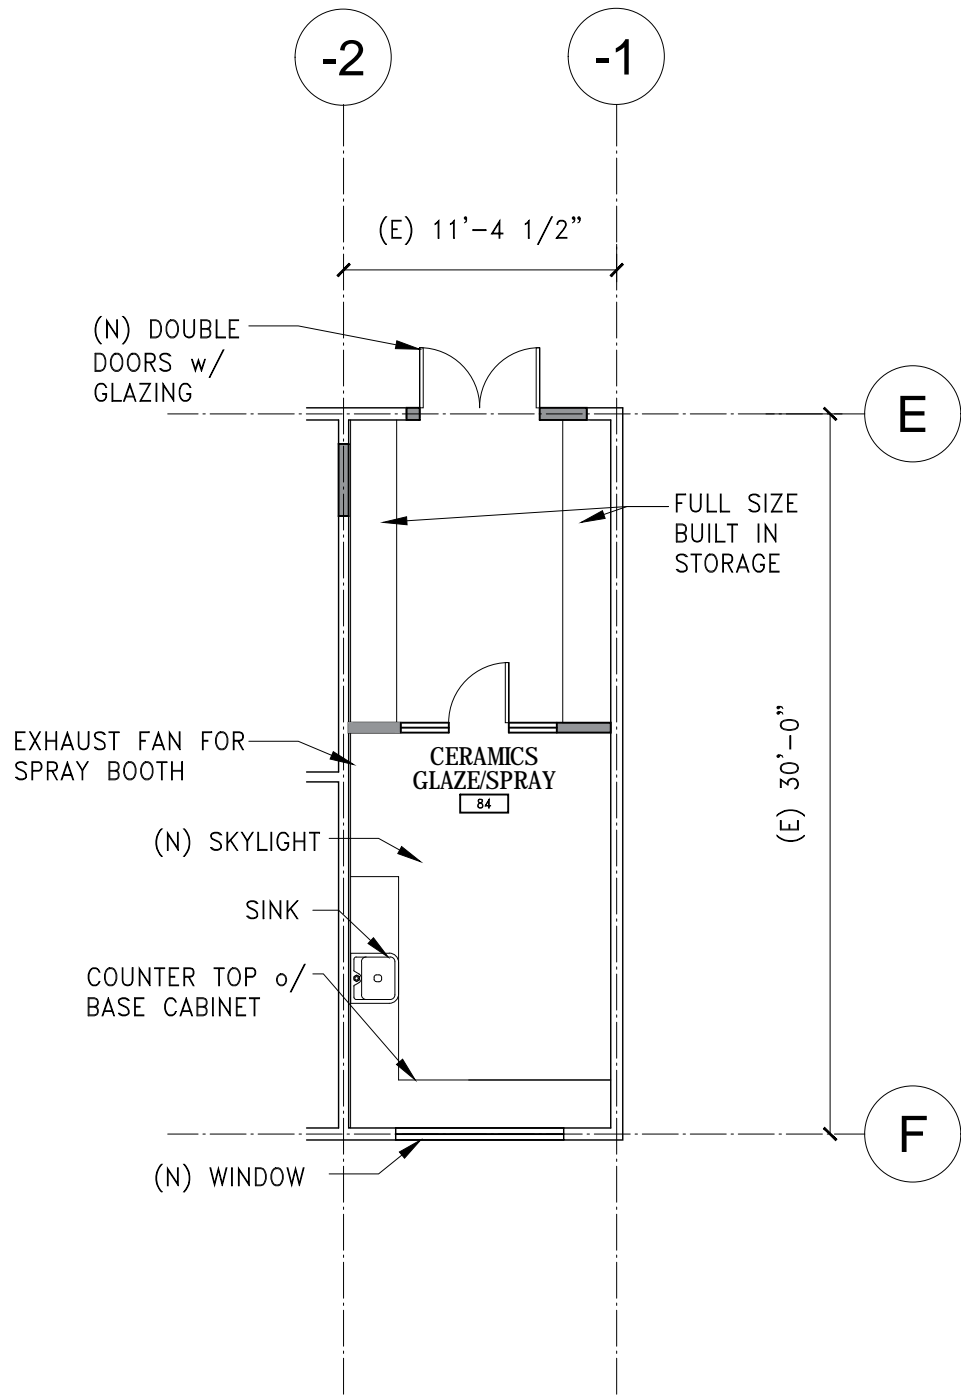 -2
-1
(E) 11'-4 1/2"
(N) DOUBLE
DOORS w/
GLAZING
E
FULL SIZE
BUILT IN
STORAGE
EXHAUST FAN FOR
SPRAY BOOTH
CERAMICS
GLAZE/SPRAY
84
(E) 30'-0"
(N) SKYLIGHT
SINK
COUNTER TOP o/
BASE CABINET
F
(N) WINDOW